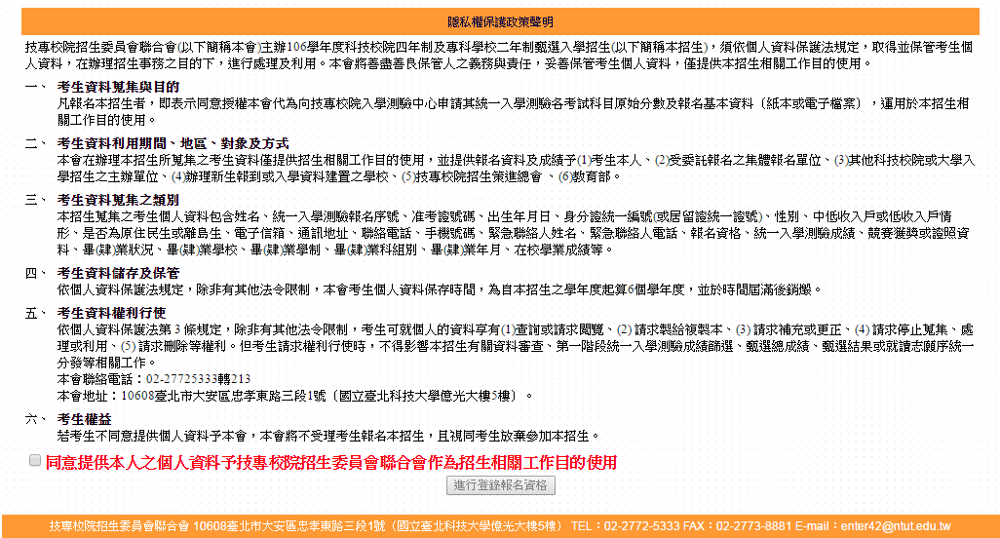 隱私權保護政策聲明
技專校院招生委員會聯合會(以下簡稱本會)主辦106學年度科技校院四年制及專科學校二年制甄選入學招生(以下簡稱本招生)，須依個人資料保護法規定，取得並保管考生個
人資料，在辦理招生事務之目的下，進行處理及利用。本會將善盡善良保管人之義務與責任，妥善保管考生個人資料，僅提供本招生相關工作目的使用。
一、 考生資料蒐集與目的
凡報名本招生者，即表示同意授權本會代為向技專校院入學測驗中心申請其統一入學測驗各考試科目原始分數及報名基本資料〔紙本或電子檔案〕，運用於本招生相
關工作目的使用。
二、 考生資料利用期間、地區、對象及方式
本會在辦理本招生所蒐集之考生資料僅提供招生相關工作目的使用，並提供報名資料及成績予(1)考生本人、(2)受委託報名之集體報名單位、(3)其他科技校院或大學入
學招生之主辦單位、(4)辦理新生報到或入學資料建置之學校、(5)技專校院招生策進總會 、(6)教育部。
三、 考生資料蒐集之類別
本招生蒐集之考生個人資料包含姓名、統一入學測驗報名序號、准考證號碼、出生年月日、身分證統一編號(或居留證統一證號)、性別、中低收入戶或低收入戶情
形、是否為原住民生或離島生、電子信箱、通訊地址、聯絡電話、手機號碼、緊急聯絡人姓名、緊急聯絡人電話、報名資格、統一入學測驗成績、競賽獲獎或證照資
料、畢(肄)業狀況、畢(肄)業學校、畢(肄)業學制、畢(肄)業科組別、畢(肄)業年月、在校學業成績等。
四、 考生資料儲存及保管
依個人資料保護法規定，除非有其他法令限制，本會考生個人資料保存時間，為自本招生之學年度起算6個學年度，並於時間屆滿後銷燬。
五、 考生資料權利行使
依個人資料保護法第 3 條規定，除非有其他法令限制，考生可就個人的資料享有(1)查詢或請求閱覽、(2) 請求製給複製本、(3) 請求補充或更正、(4) 請求停止蒐集、處
理或利用、(5) 請求刪除等權利。但考生請求權利行使時，不得影響本招生有關資料審查、第一階段統一入學測驗成績篩選、甄選總成績、甄選結果或就讀志願序統一
分發等相關工作。
本會聯絡電話：02-27725333轉213
本會地址：10608臺北市大安區忠孝東路三段1號〔國立臺北科技大學億光大樓5樓〕。
六、 考生權益
若考生不同意提供個人資料予本會，本會將不受理考生報名本招生，且視同考生放棄參加本招生。
同意提供本人之個人資料予技專校院招生委員會聯合會作為招生相關工作目的使用
進行登錄報名資格
技專校院招生委員會聯合會 10608臺北市大安區忠孝東路三段1號（國立臺北科技大學億光大樓5樓） TEL：02-2772-5333 FAX：02-2773-8881 E-mail：enter42@ntut.edu.tw